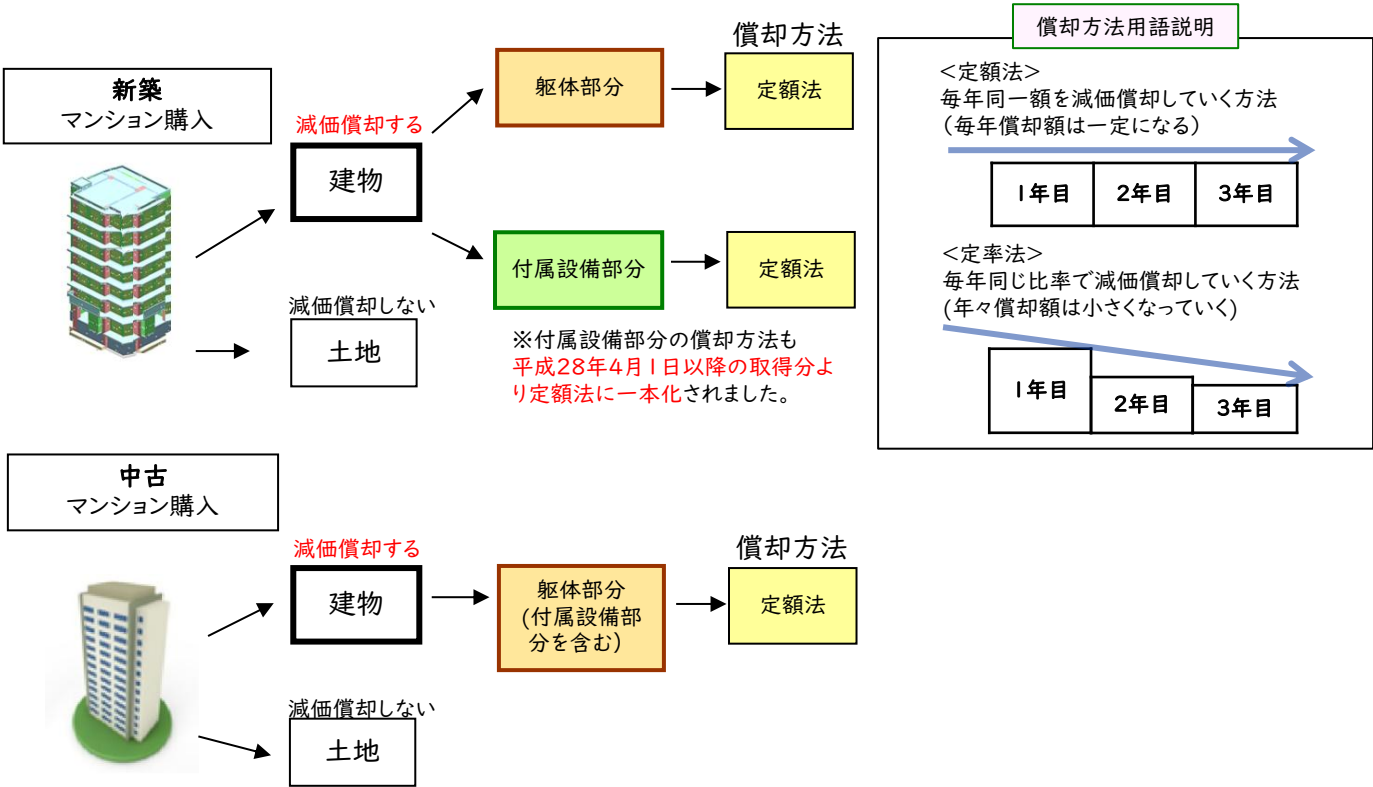 新築
マンション購入
減価償却する
建物
減価償却しない
土地
躯体部分
付属設備部分
償却方法
定額法
定額法
※付属設備部分の償却方法も
平成28年4月1日以降の取得分よ
り定額法に一本化されました。
償却方法用語説明
<定額法>
毎年同一額を減価償却していく方法
(毎年償却額は一定になる)
1年目
2年目
3年目
<定率法>
毎年同じ比率で減価償却していく方法
(年々償却額は小さくなっていく)
1年目
2年目
3年目
中古
マンション購入
減価償却する
建物
減価償却しない
土地
躯体部分
(付属設備部
分を含む)
償却方法
定額法